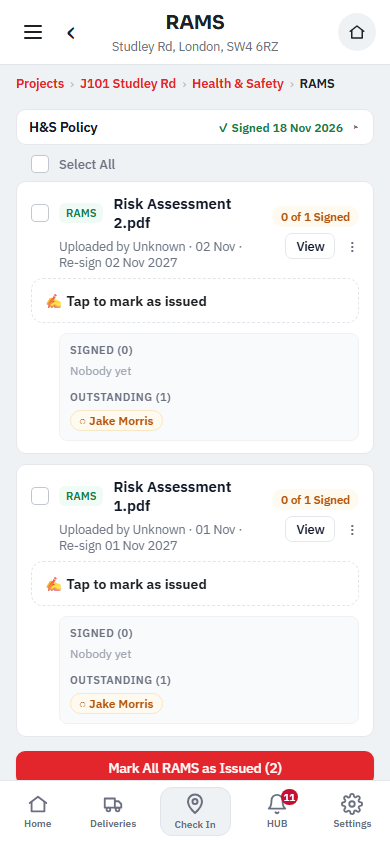 RAMS
Studley Rd, London, SW4 6RZ
Projects › J101 Studley Rd › Health & Safety › RAMS
H&S Policy ✓ Signed 18 Nov 2026 ▸
Select All
RAMS Risk Assessment 2.pdf 0 of 1 Signed
Uploaded by Unknown · 02 Nov · View ⋮
Re-sign 02 Nov 2027
✍️ Tap to mark as issued
SIGNED (0)
Nobody yet
OUTSTANDING (1)
○ Jake Morris
RAMS Risk Assessment 1.pdf 0 of 1 Signed
Uploaded by Unknown · 01 Nov · View ⋮
Re-sign 01 Nov 2027
✍️ Tap to mark as issued
SIGNED (0)
Nobody yet
OUTSTANDING (1)
○ Jake Morris
Mark All RAMS as Issued (2)
11
Home Deliveries Check In HUB Settings